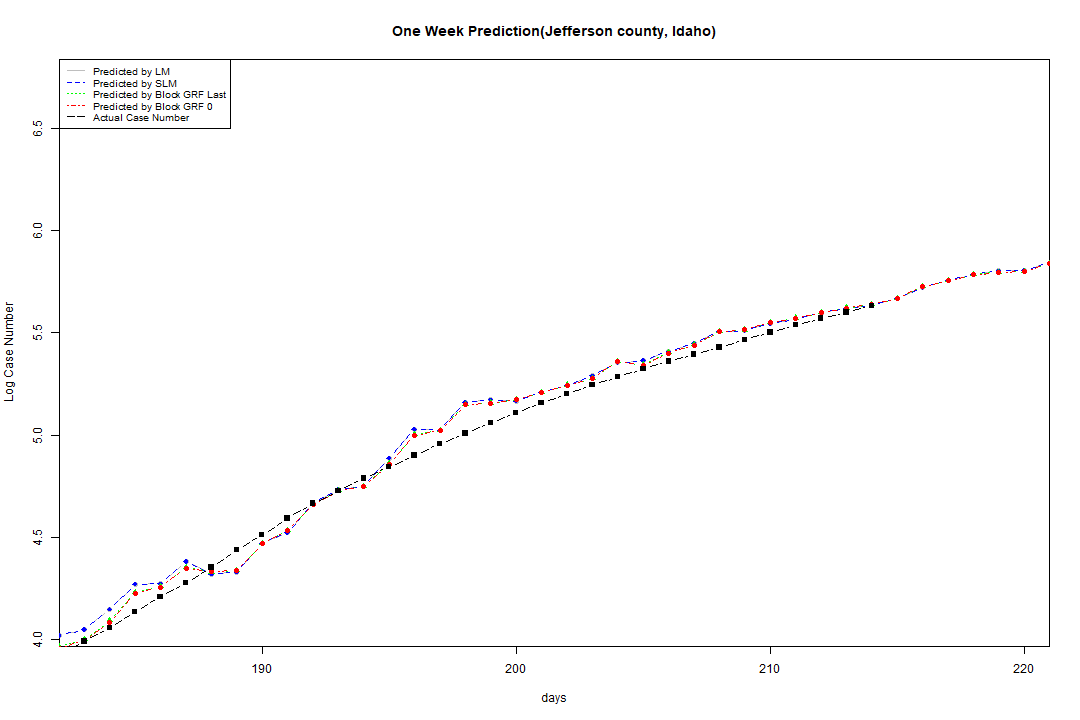 One Week Prediction(Jefferson county, Idaho)
Predicted by LM
Predicted by SLM
Predicted by Block GRF Last
Predicted by Block GRF 0
Actual Case Number
6.5
6.0
5.5
5.0
4.5
4.0
Log Case Number
190 200 210 220
days